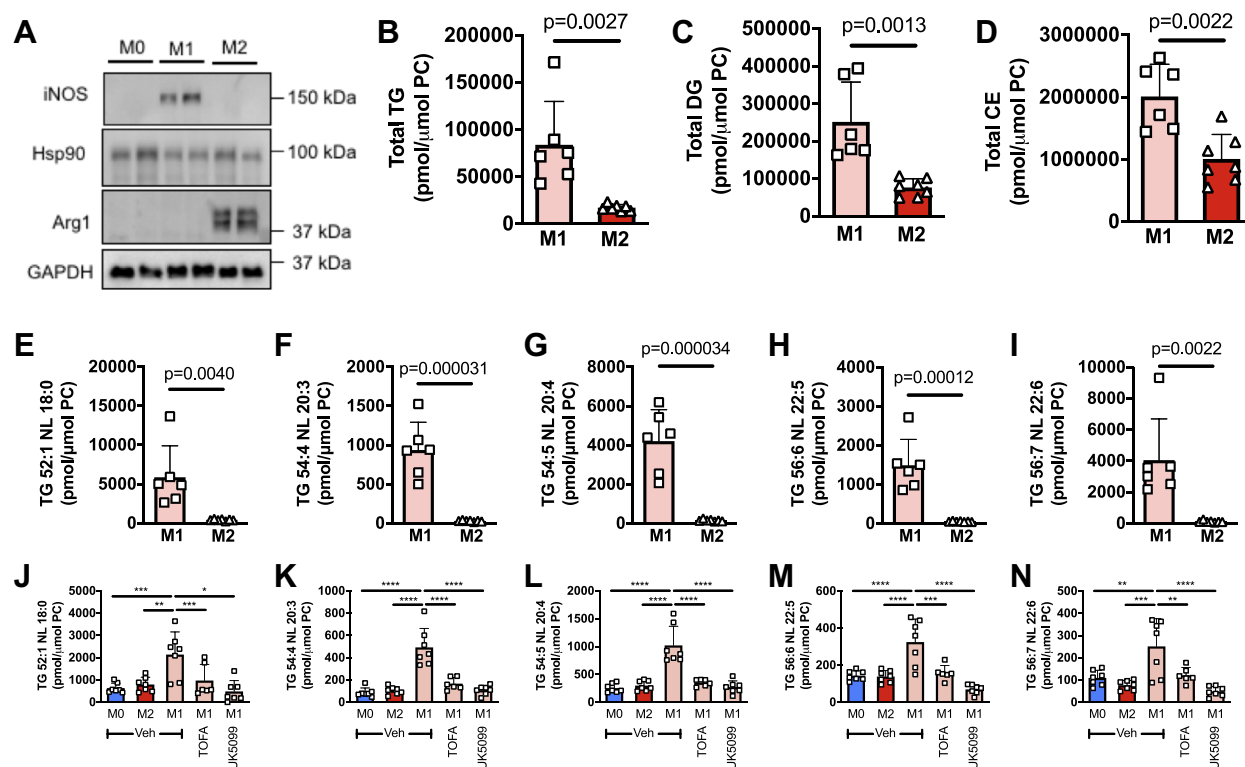 A
M0 M1 M2
iNOS
150 kDa
Hsp90
100 kDa
Arg1
37 kDa
GAPDH
37 kDa
B
p=0.0027
Total TG
(pmol/μmol PC)
200000
150000
100000
50000
0
M1 M2
C
p=0.0013
Total DG
(pmol/μmol PC)
500000
400000
300000
200000
100000
0
M1 M2
D
p=0.0022
Total CE
(pmol/μmol PC)
3000000
2000000
1000000
0
M1 M2
E
p=0.0040
TG 52:1 NL 18:0
(pmol/μmol PC)
20000
15000
10000
5000
0
M1 M2
F
p=0.000031
TG 54:4 NL 20:3
(pmol/μmol PC)
2000
1500
1000
500
0
M1 M2
G
p=0.000034
TG 54:5 NL 20:4
(pmol/μmol PC)
8000
6000
4000
2000
0
M1 M2
H
p=0.00012
TG 56:6 NL 22:5
(pmol/μmol PC)
4000
3000
2000
1000
0
M1 M2
I
p=0.0022
TG 56:7 NL 22:6
(pmol/μmol PC)
10000
8000
6000
4000
2000
0
M1 M2
J
TG 52:1 NL 18:0
(pmol/μmol PC)
5000
4000
3000
2000
1000
0
*** *
** ***
M0 M2 M1 M1 M1
Veh
TOFA
UK5099
K
TG 54:4 NL 20:3
(pmol/μmol PC)
1000
800
600
400
200
0
**** ****
**** ****
M0 M2 M1 M1 M1
Veh
TOFA
UK5099
L
TG 54:5 NL 20:4
(pmol/μmol PC)
2000
1500
1000
500
0
**** ****
**** ****
M0 M2 M1 M1 M1
Veh
TOFA
UK5099
M
TG 56:6 NL 22:5
(pmol/μmol PC)
600
400
200
0
**** ****
**** ***
M0 M2 M1 M1 M1
Veh
TOFA
UK5099
N
TG 56:7 NL 22:6
(pmol/μmol PC)
500
400
300
200
100
0
** ****
*** **
M0 M2 M1 M1 M1
Veh
TOFA
UK5099